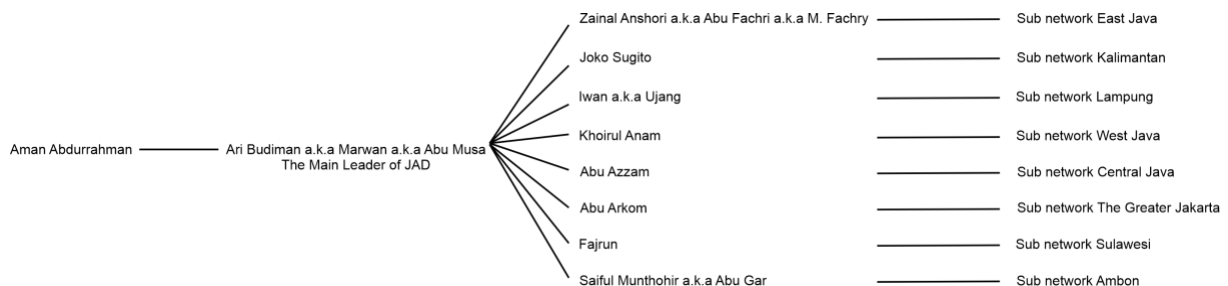 Zainal Anshori a.k.a Abu Fachri a.k.a M. Fachry
Sub network East Java
Joko Sugito
Sub network Kalimantan
Iwan a.k.a Ujang
Sub network Lampung
Khoirul Anam
Sub network West Java
Aman Abdurrahman
Ari Budiman a.k.a Marwan a.k.a Abu Musa
The Main Leader of JAD
Abu Azzam
Sub network Central Java
Abu Arkom
Sub network The Greater Jakarta
Fajrun
Sub network Sulawesi
Saiful Munthohir a.k.a Abu Gar
Sub network Ambon